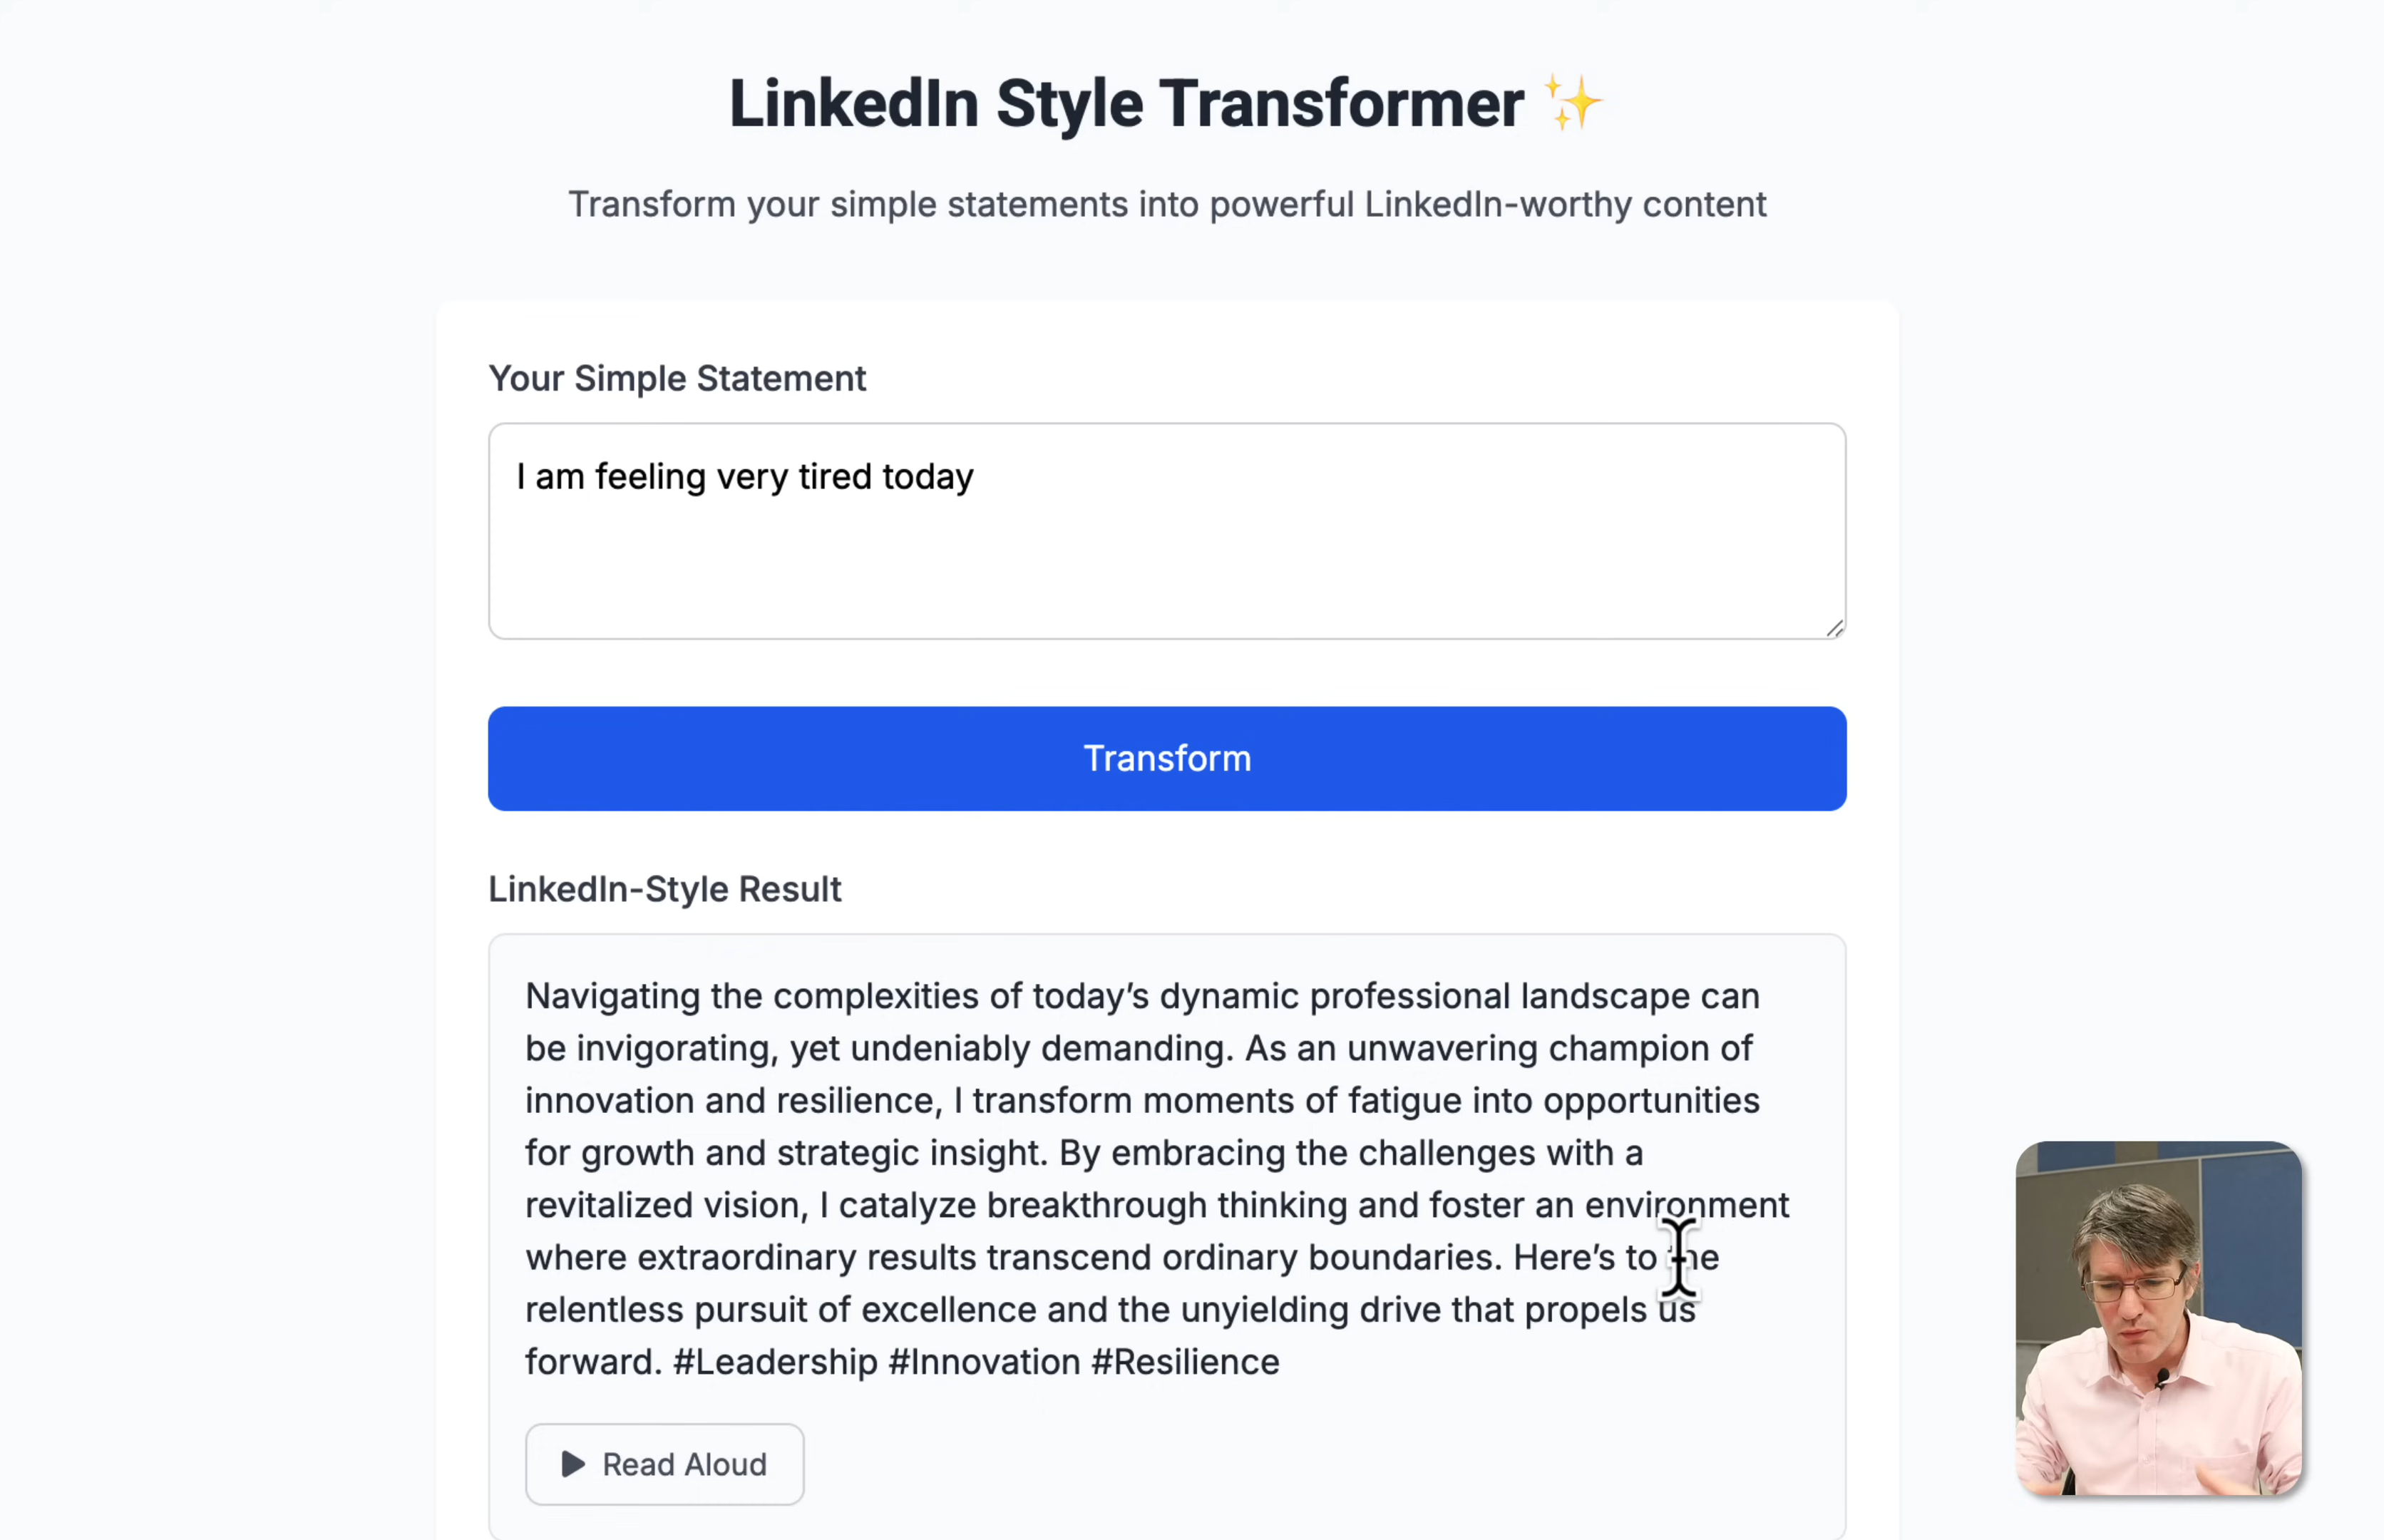 LinkedIn Style Transformer ✨
Transform your simple statements into powerful LinkedIn-worthy content
Your Simple Statement
I am feeling very tired today
Transform
LinkedIn-Style Result
Navigating the complexities of today’s dynamic professional landscape can
be invigorating, yet undeniably demanding. As an unwavering champion of
innovation and resilience, I transform moments of fatigue into opportunities
for growth and strategic insight. By embracing the challenges with a
revitalized vision, I catalyze breakthrough thinking and foster an environment
where extraordinary results transcend ordinary boundaries. Here’s to the
relentless pursuit of excellence and the unyielding drive that propels us
forward. #Leadership #Innovation #Resilience
Read Aloud